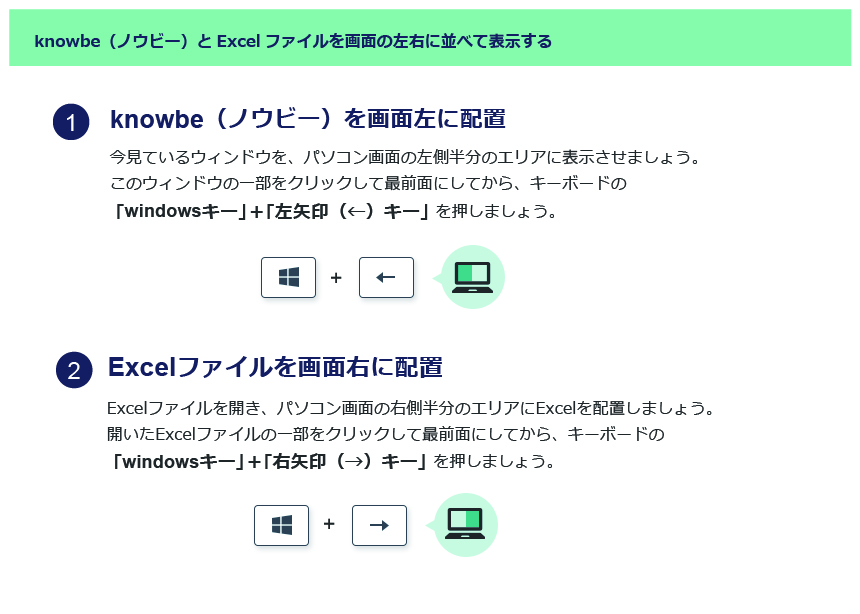 knowbe（ノウビー）と Excel ファイルを画面の左右に並べて表示する
1 knowbe（ノウビー）を画面左に配置
今見ているウィンドウを、パソコン画面の左側半分のエリアに表示させましょう。
このウィンドウの一部をクリックして最前面にしてから、キーボードの
「windowsキー」＋「左矢印（←）キー」を押しましょう。
+ ←
2 Excelファイルを画面右に配置
Excelファイルを開き、パソコン画面の右側半分のエリアにExcelを配置しましょう。
開いたExcelファイルの一部をクリックして最前面にしてから、キーボードの
「windowsキー」＋「右矢印（→）キー」を押しましょう。
+ →